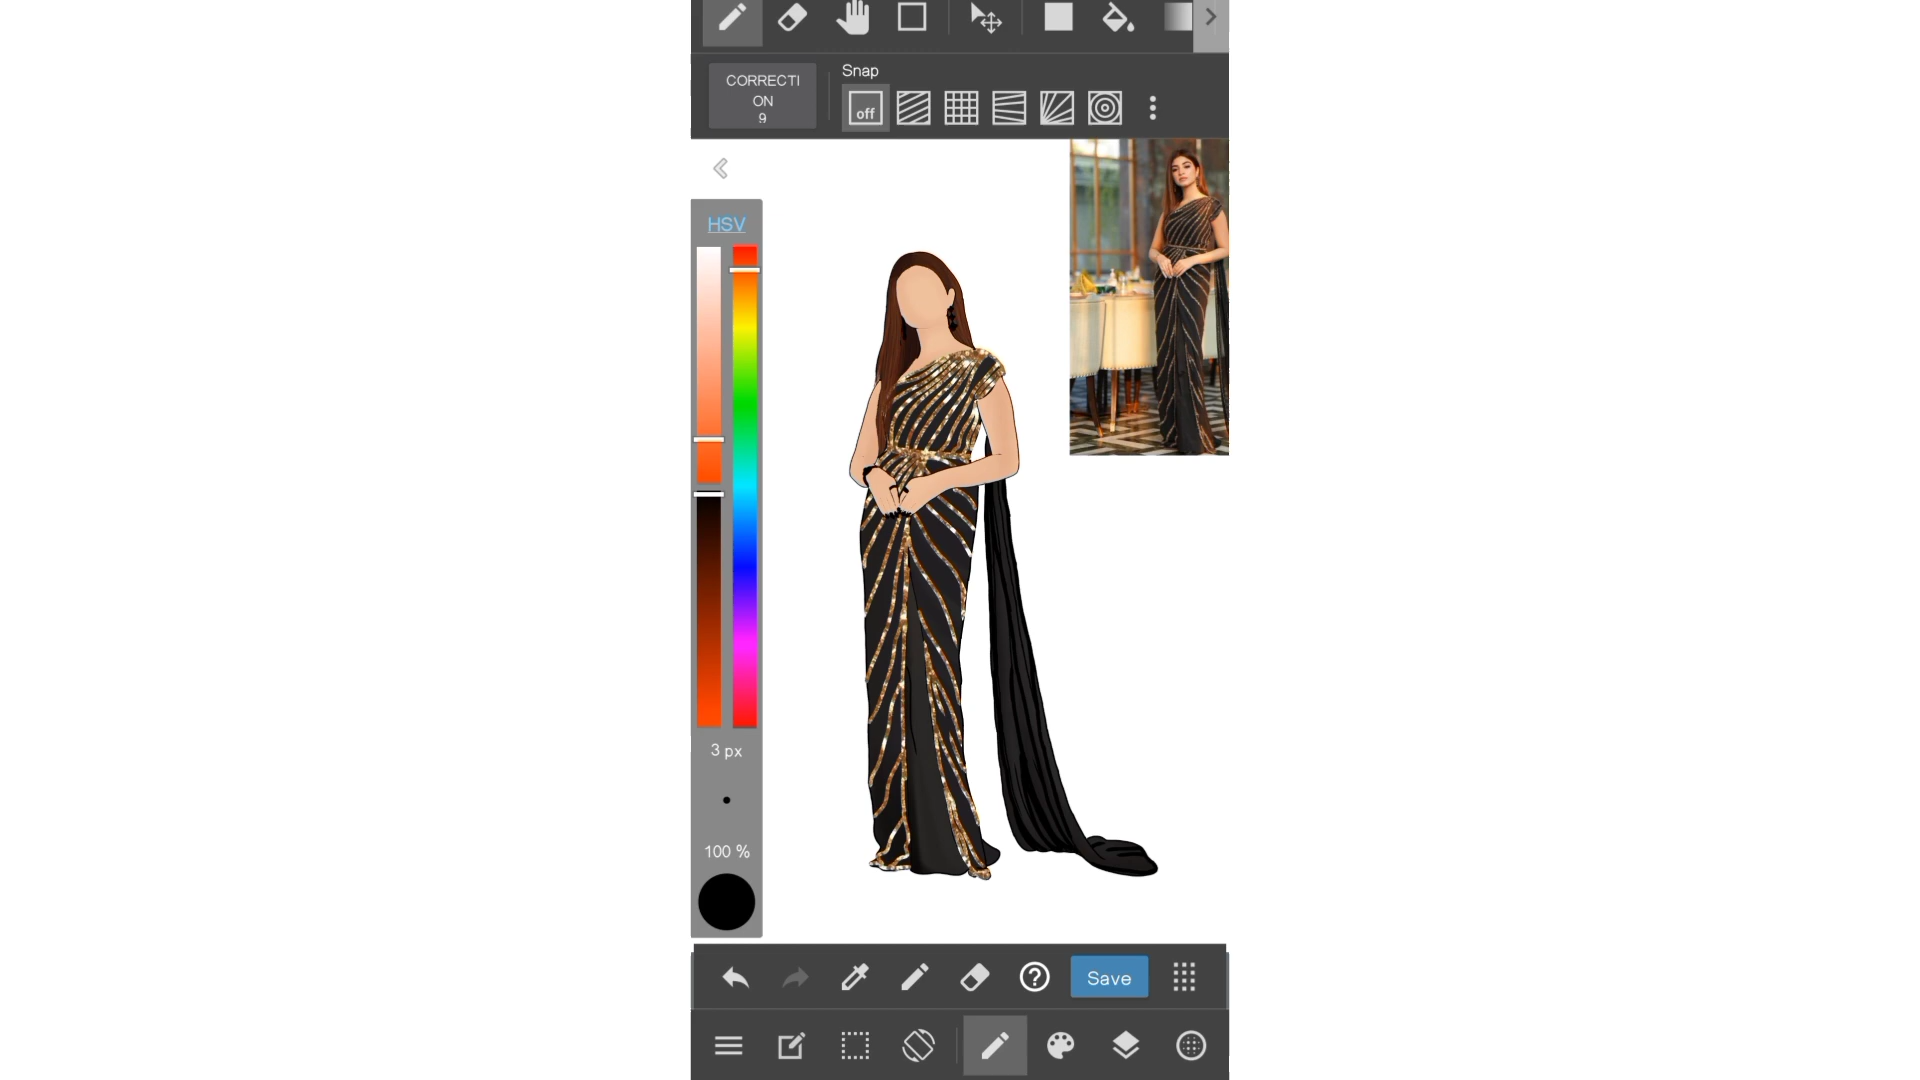 CORRECTI
ON
9
Snap
off
HSV
3 px
100 %
Save